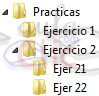 Practicas
Ejercicio 1
Ejercicio 2
Ejer 21
Ejer 22